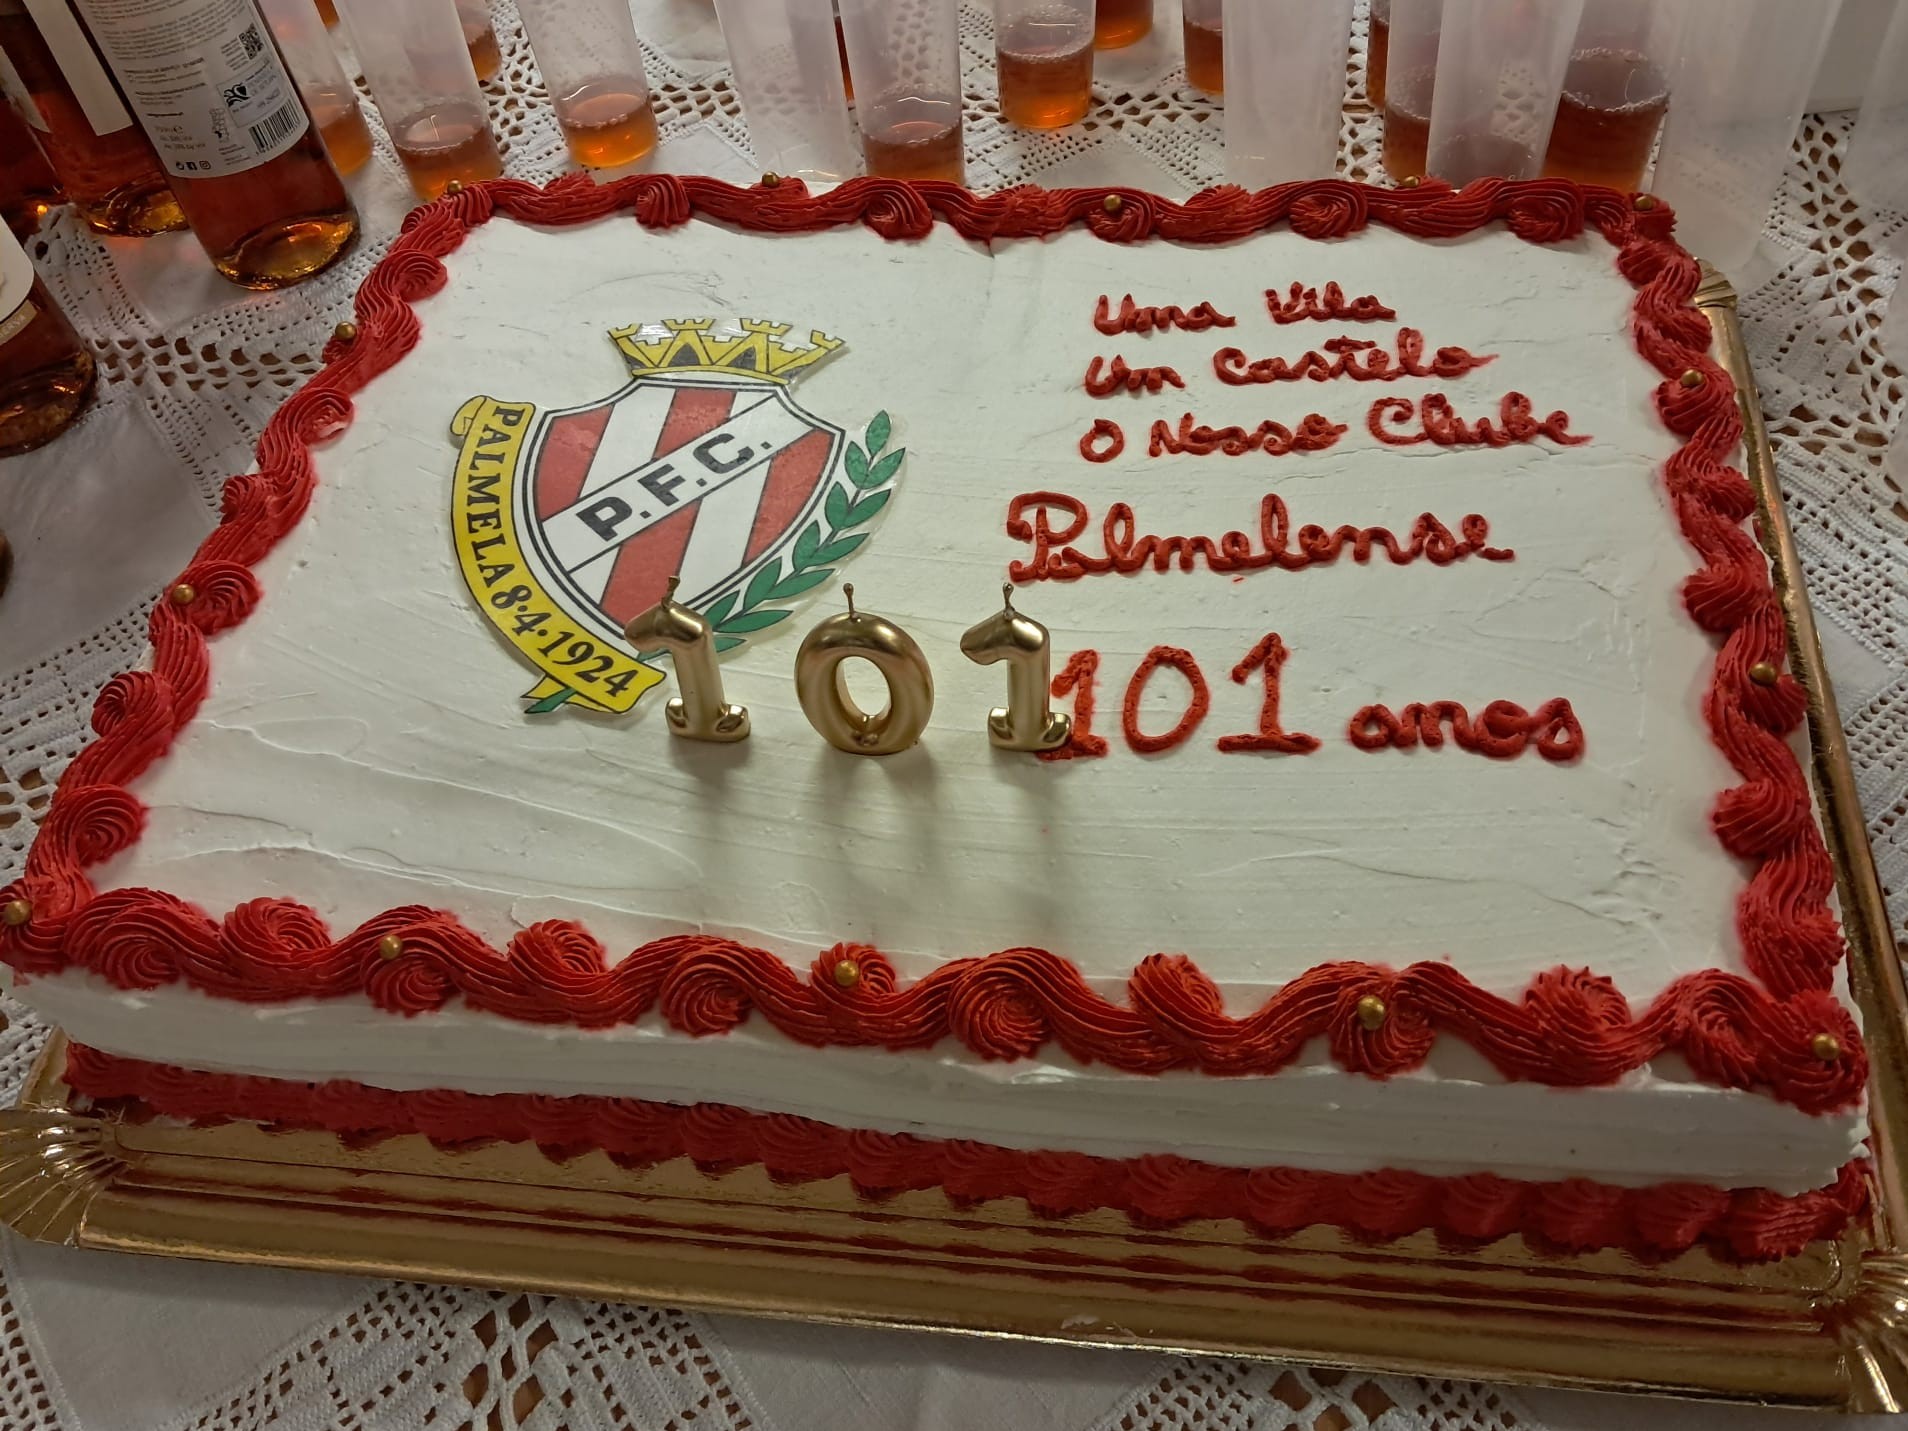 P.F.C.
PALMELA 8·4·1924
Uma Vila
Um Castelo
O Nosso Clube
Palmelense
101 anos
101